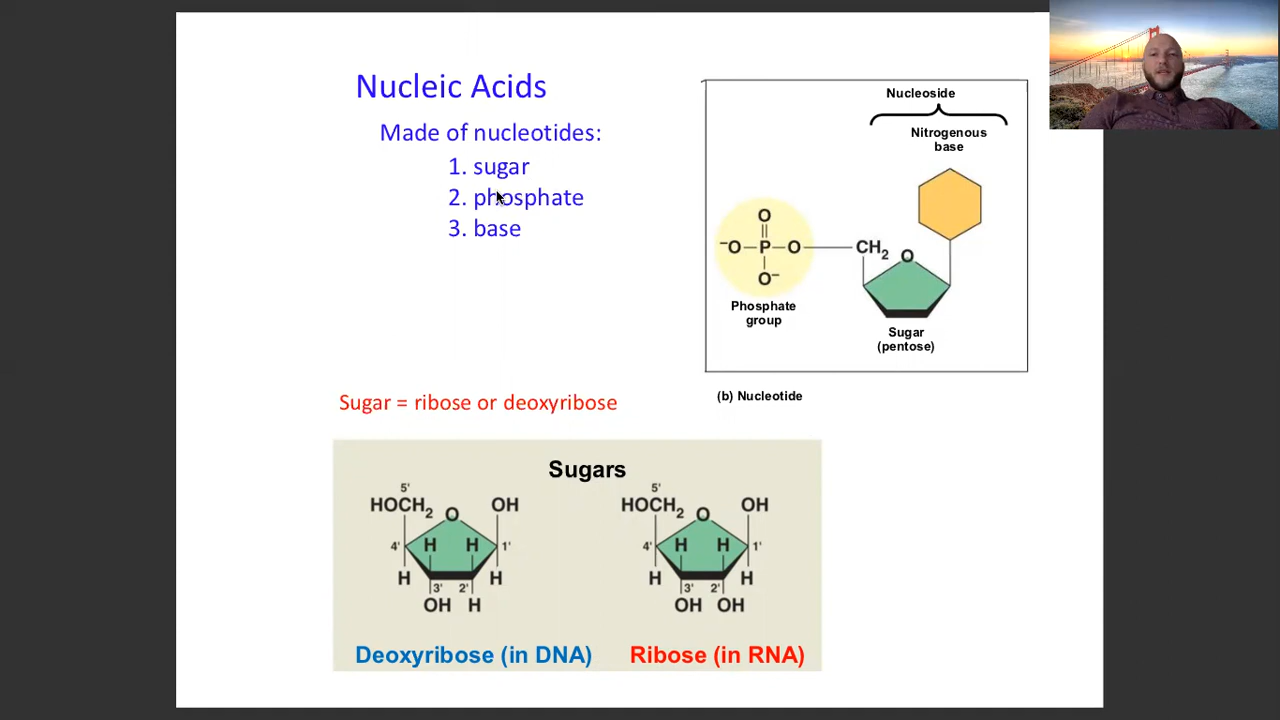 Nucleic Acids
Made of nucleotides:
1. sugar
2. phosphate
3. base
Nucleoside
Nitrogenous
base
O
⁻O—P—O
O⁻
CH₂
O
Phosphate
group
Sugar
(pentose)
(b) Nucleotide
Sugar = ribose or deoxyribose
Sugars
5'
HOCH₂ O OH
4' H H 1'
H 3' 2' H
OH H
Deoxyribose (in DNA)
5'
HOCH₂ O OH
4' H H 1'
H 3' 2' H
OH OH
Ribose (in RNA)